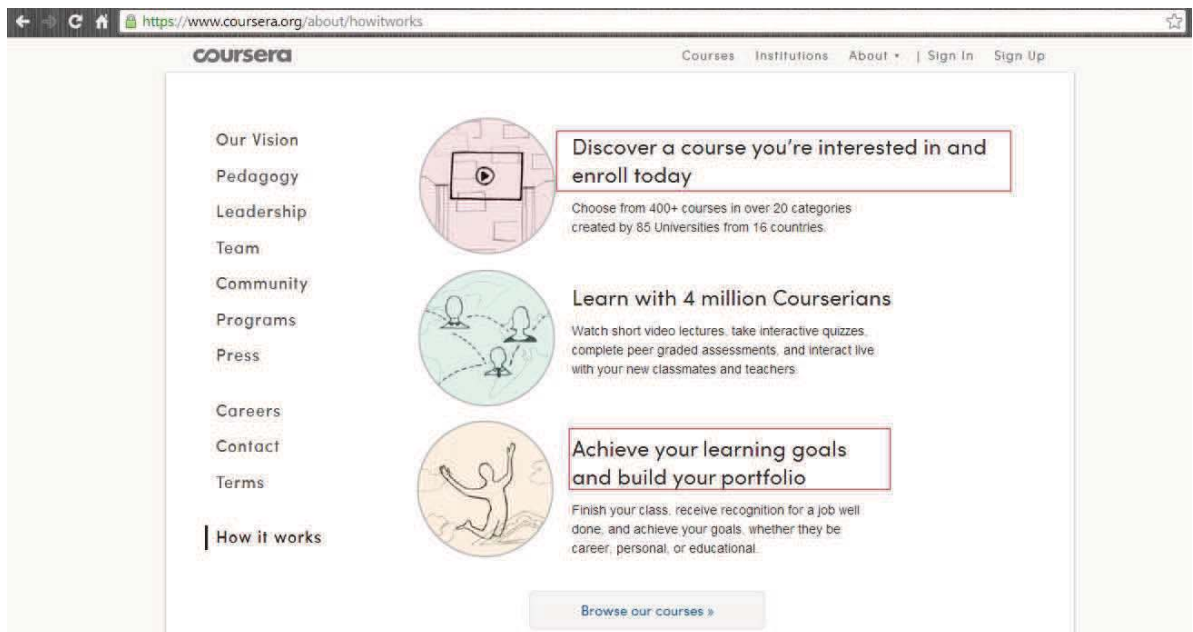 https://www.coursera.org/about/howitworks
coursera
Courses Institutions About ▾ | Sign In Sign Up
Our Vision
Pedagogy
Leadership
Team
Community
Programs
Press
Careers
Contact
Terms
How it works
Discover a course you're interested in and
enroll today
Choose from 400+ courses in over 20 categories
created by 85 Universities from 16 countries.
Learn with 4 million Courserians
Watch short video lectures, take interactive quizzes,
complete peer graded assessments, and interact live
with your new classmates and teachers.
Achieve your learning goals
and build your portfolio
Finish your class, receive recognition for a job well
done, and achieve your goals, whether they be
career, personal, or educational.
Browse our courses »